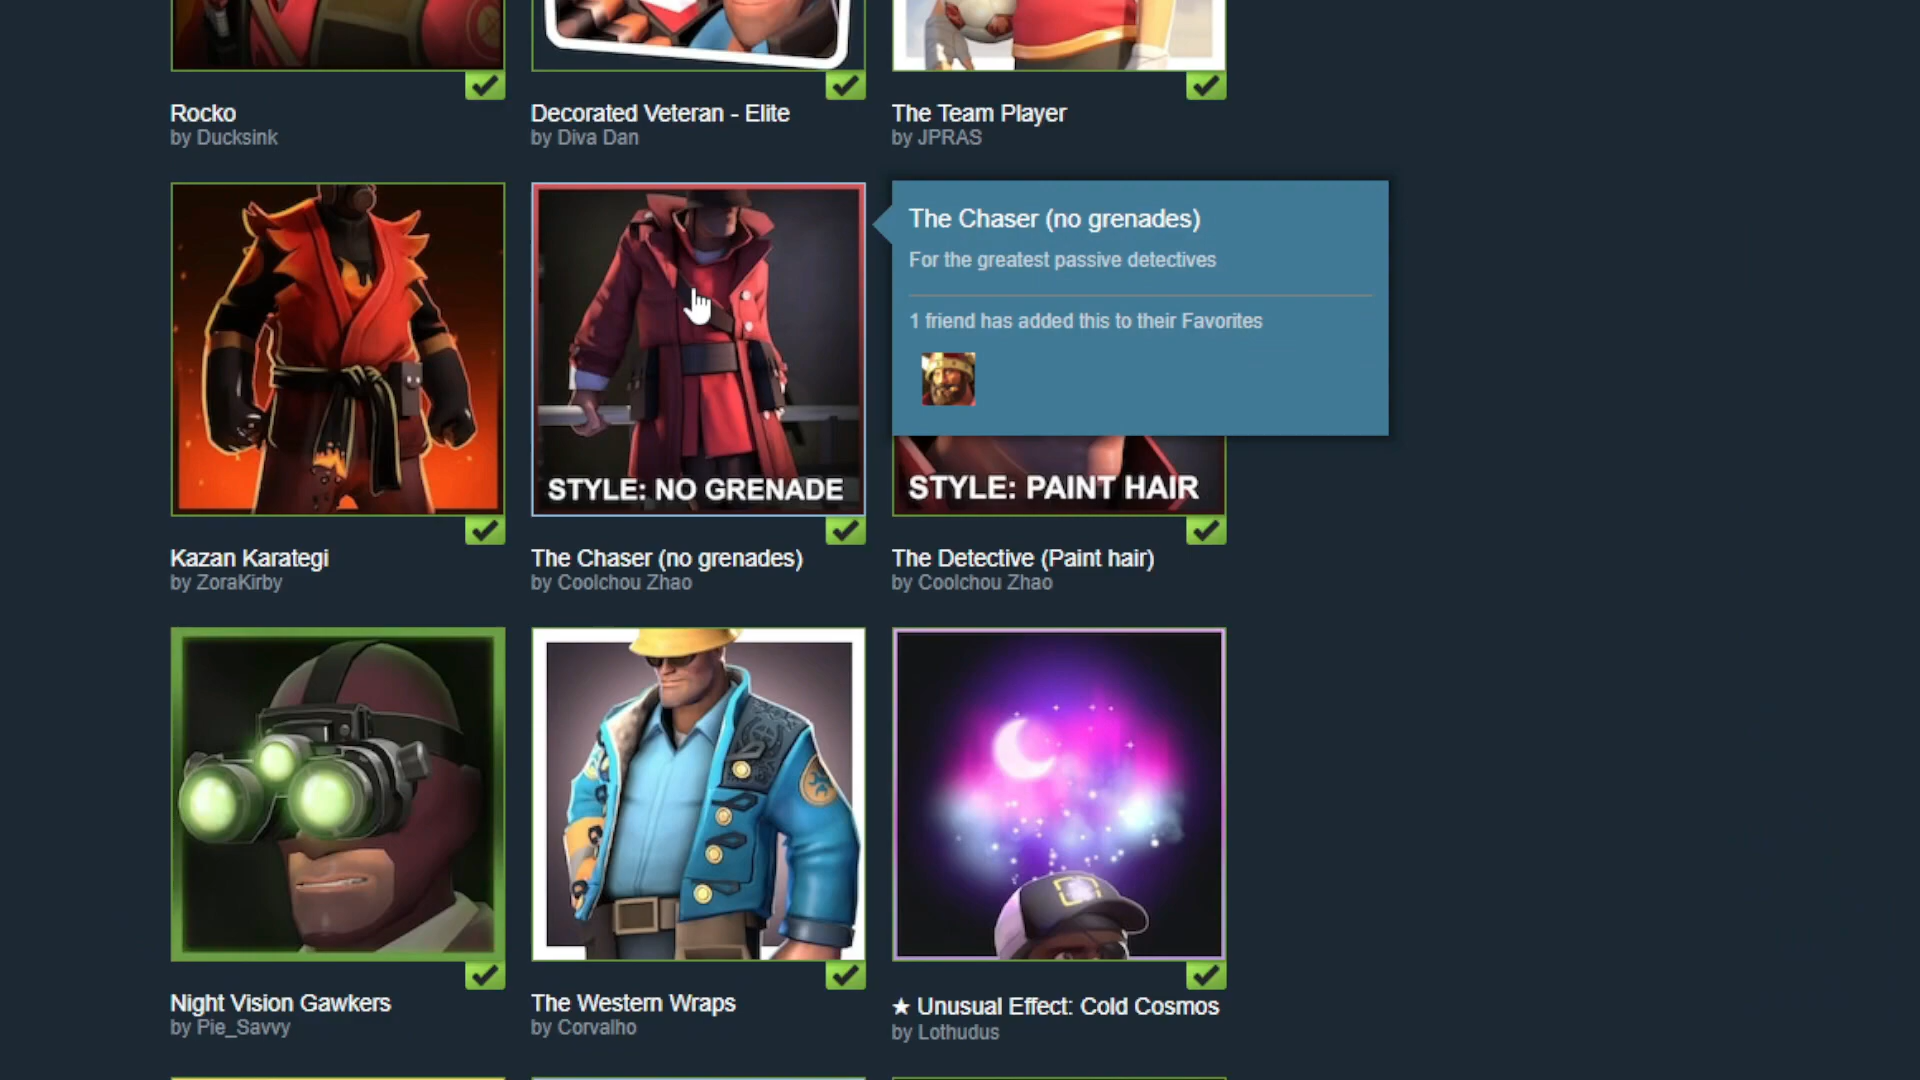 Rocko
by Ducksink
Decorated Veteran - Elite
by Diva Dan
The Team Player
by JPRAS
STYLE: NO GRENADE
The Chaser (no grenades)
For the greatest passive detectives
1 friend has added this to their Favorites
STYLE: PAINT HAIR
Kazan Karategi
by ZoraKirby
The Chaser (no grenades)
by Coolchou Zhao
The Detective (Paint hair)
by Coolchou Zhao
Night Vision Gawkers
by Pie_Savvy
The Western Wraps
by Corvalho
★ Unusual Effect: Cold Cosmos
by Lothudus